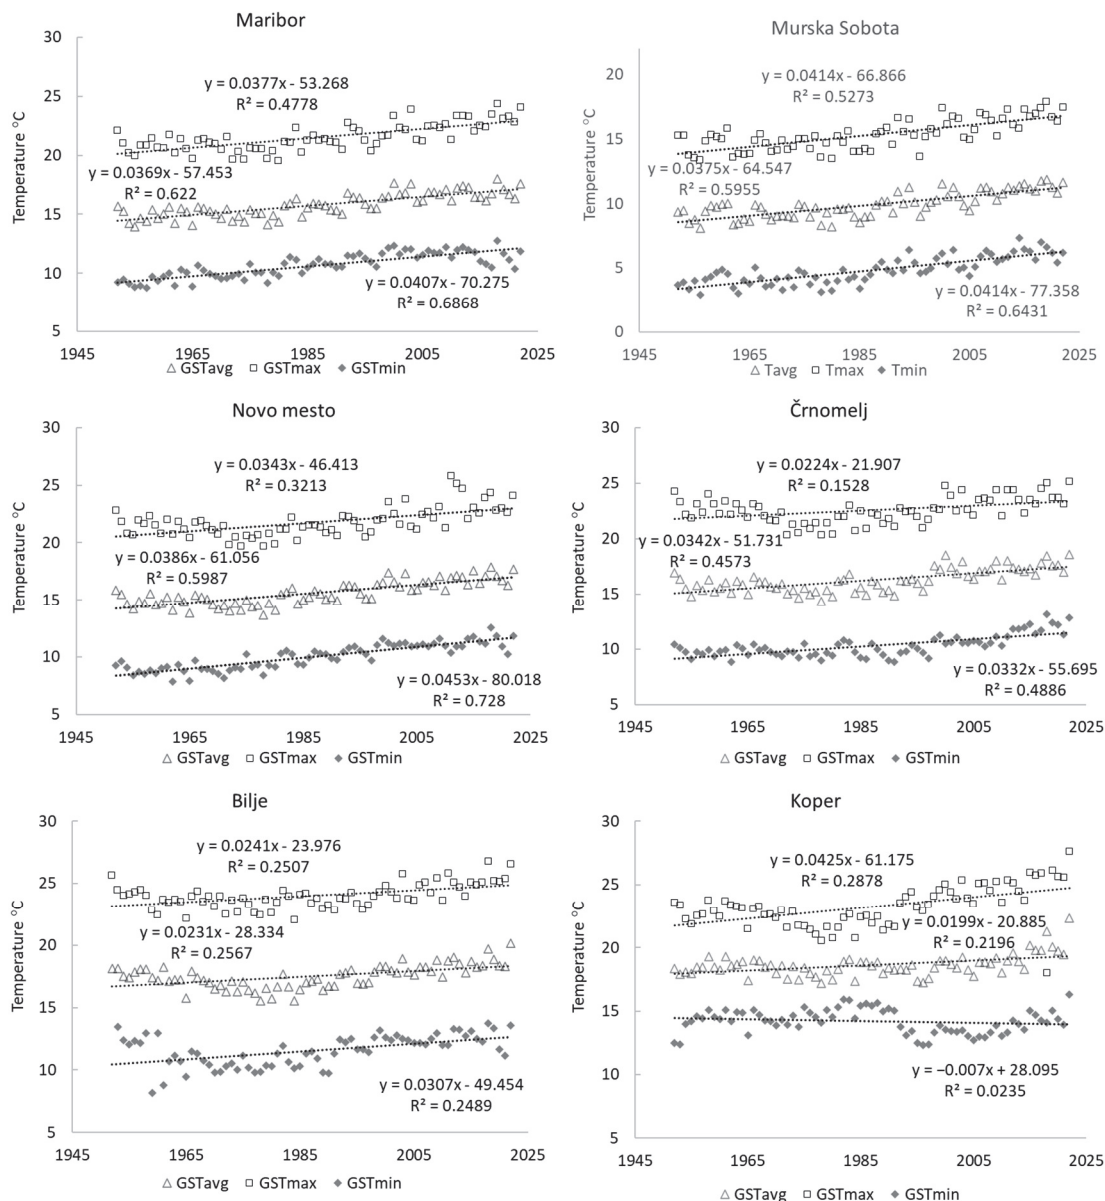 Maribor
30
25
20
15
10
5
Temperature °C
y = 0.0377x - 53.268
R² = 0.4778
y = 0.0369x - 57.453
R² = 0.622
y = 0.0407x - 70.275
R² = 0.6868
1945 1965 1985 2005 2025
GSTavg GSTmax GSTmin
Murska Sobota
20
15
10
5
0
Temperature °C
y = 0.0414x - 66.866
R² = 0.5273
y = 0.0375x - 64.547
R² = 0.5955
y = 0.0414x - 77.358
R² = 0.6431
1945 1965 1985 2005 2025
Tavg Tmax Tmin
Novo mesto
30
25
20
15
10
5
Temperature °C
y = 0.0343x - 46.413
R² = 0.3213
y = 0.0386x - 61.056
R² = 0.5987
y = 0.0453x - 80.018
R² = 0.728
1945 1965 1985 2005 2025
GSTavg GSTmax GSTmin
Črnomelj
30
25
20
15
10
5
Temperature °C
y = 0.0224x - 21.907
R² = 0.1528
y = 0.0342x - 51.731
R² = 0.4573
y = 0.0332x - 55.695
R² = 0.4886
1945 1965 1985 2005 2025
GSTavg GSTmax GSTmin
Bilje
30
25
20
15
10
5
Temperature °C
y = 0.0241x - 23.976
R² = 0.2507
y = 0.0231x - 28.334
R² = 0.2567
y = 0.0307x - 49.454
R² = 0.2489
1945 1965 1985 2005 2025
GSTavg GSTmax GSTmin
Koper
30
25
20
15
10
5
Temperature °C
y = 0.0425x - 61.175
R² = 0.2878
y = 0.0199x - 20.885
R² = 0.2196
y = −0.007x + 28.095
R² = 0.0235
1945 1965 1985 2005 2025
GSTavg GSTmax GSTmin